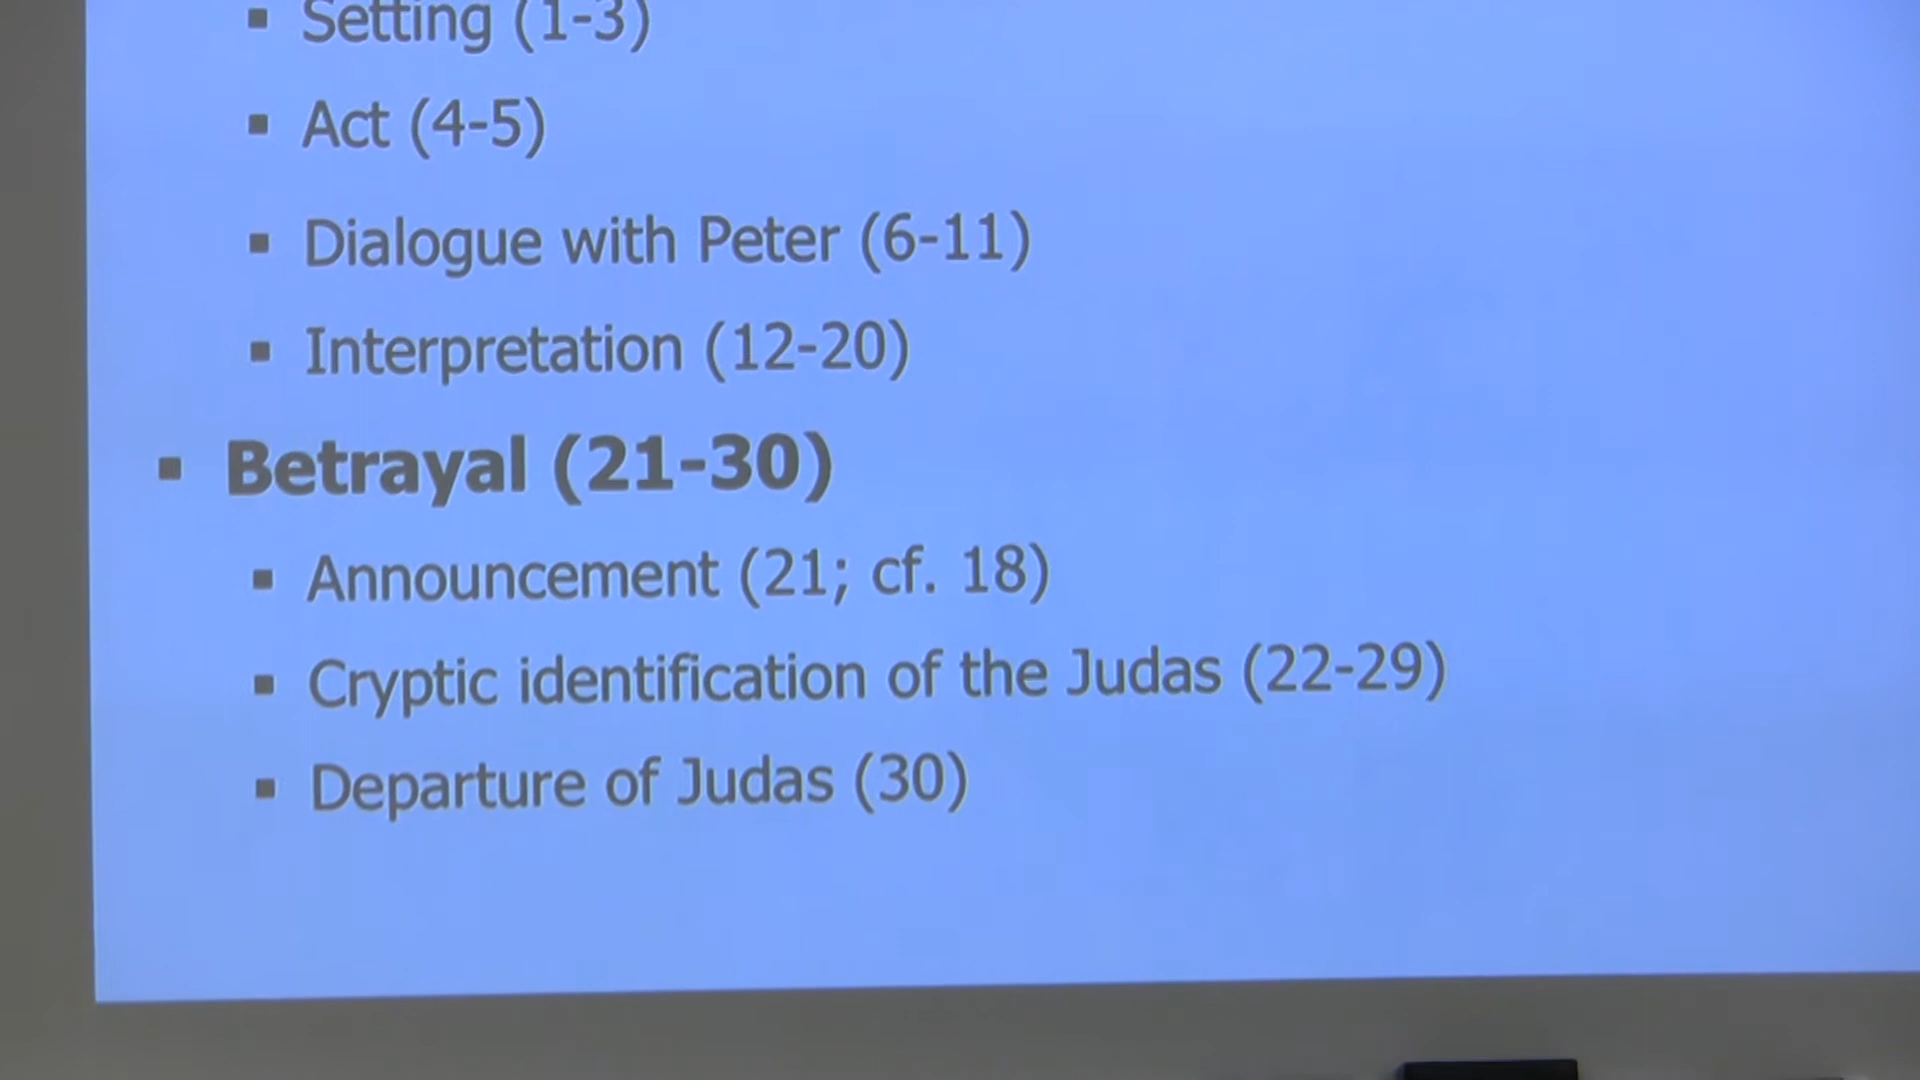 ▪ Setting (1-3)
▪ Act (4-5)
▪ Dialogue with Peter (6-11)
▪ Interpretation (12-20)
▪ Betrayal (21-30)
▪ Announcement (21; cf. 18)
▪ Cryptic identification of the Judas (22-29)
▪ Departure of Judas (30)